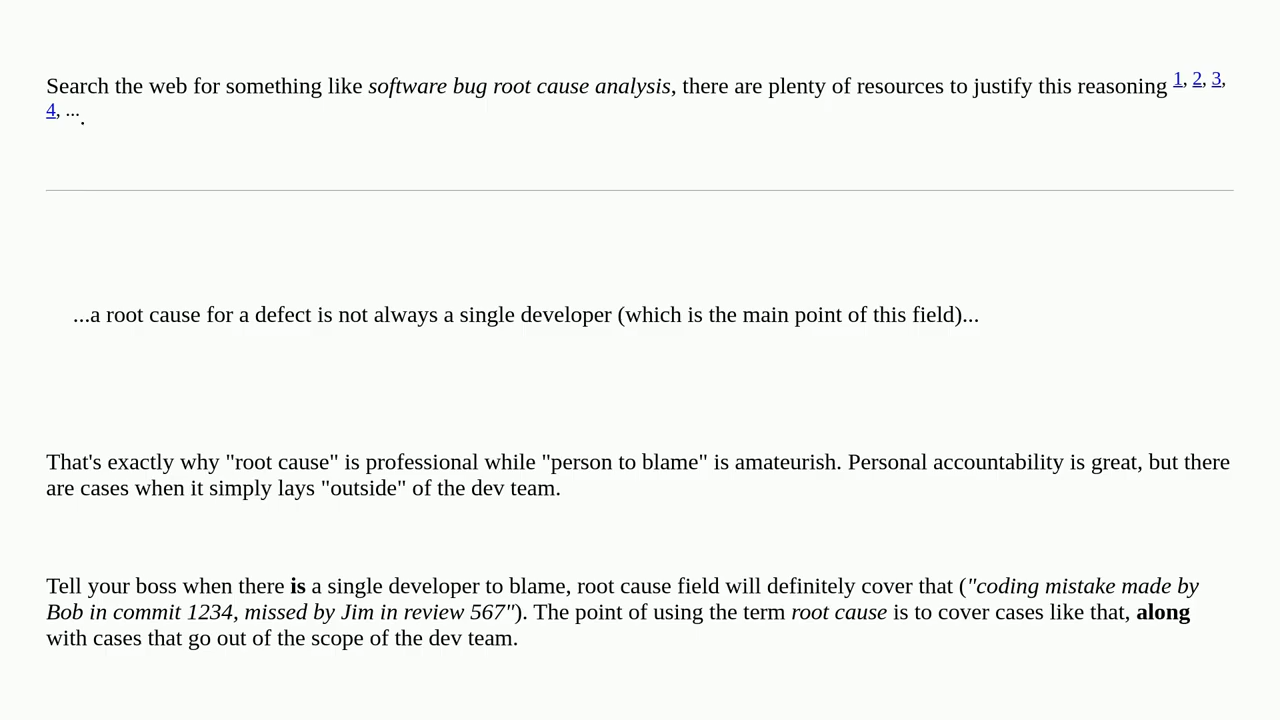 Search the web for something like software bug root cause analysis, there are plenty of resources to justify this reasoning 1, 2, 3,
4, ....
...a root cause for a defect is not always a single developer (which is the main point of this field)...
That's exactly why "root cause" is professional while "person to blame" is amateurish. Personal accountability is great, but there
are cases when it simply lays "outside" of the dev team.
Tell your boss when there is a single developer to blame, root cause field will definitely cover that ("coding mistake made by
Bob in commit 1234, missed by Jim in review 567"). The point of using the term root cause is to cover cases like that, along
with cases that go out of the scope of the dev team.